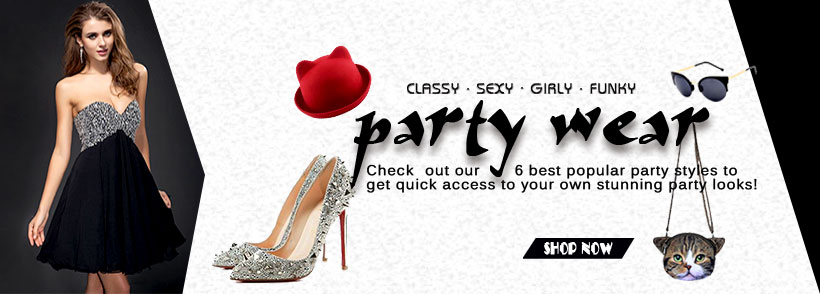 CLASSY · SEXY · GIRLY · FUNKY
party wear
Check out our 6 best popular party styles to
get quick access to your own stunning party looks!
SHOP NOW